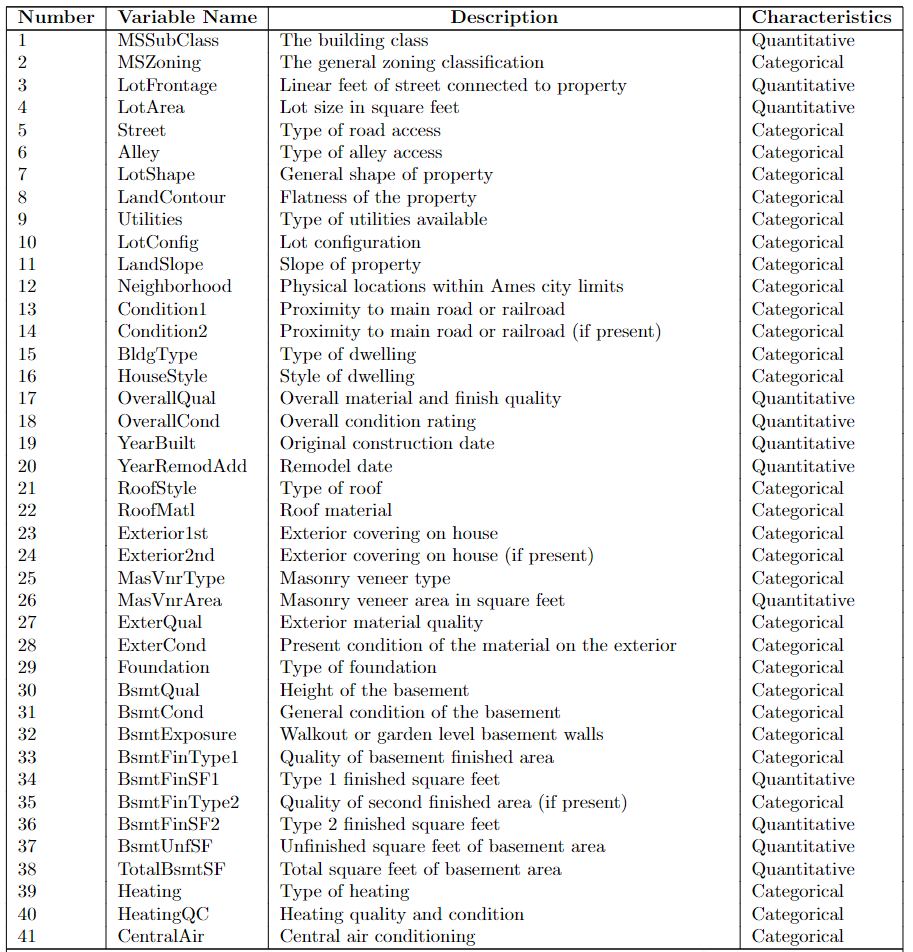 Number Variable Name Description Characteristics
1 MSSubClass The building class Quantitative
2 MSZoning The general zoning classification Categorical
3 LotFrontage Linear feet of street connected to property Quantitative
4 LotArea Lot size in square feet Quantitative
5 Street Type of road access Categorical
6 Alley Type of alley access Categorical
7 LotShape General shape of property Categorical
8 LandContour Flatness of the property Categorical
9 Utilities Type of utilities available Categorical
10 LotConfig Lot configuration Categorical
11 LandSlope Slope of property Categorical
12 Neighborhood Physical locations within Ames city limits Categorical
13 Condition1 Proximity to main road or railroad Categorical
14 Condition2 Proximity to main road or railroad (if present) Categorical
15 BldgType Type of dwelling Categorical
16 HouseStyle Style of dwelling Categorical
17 OverallQual Overall material and finish quality Quantitative
18 OverallCond Overall condition rating Quantitative
19 YearBuilt Original construction date Quantitative
20 YearRemodAdd Remodel date Quantitative
21 RoofStyle Type of roof Categorical
22 RoofMatl Roof material Categorical
23 Exterior1st Exterior covering on house Categorical
24 Exterior2nd Exterior covering on house (if present) Categorical
25 MasVnrType Masonry veneer type Categorical
26 MasVnrArea Masonry veneer area in square feet Quantitative
27 ExterQual Exterior material quality Categorical
28 ExterCond Present condition of the material on the exterior Categorical
29 Foundation Type of foundation Categorical
30 BsmtQual Height of the basement Categorical
31 BsmtCond General condition of the basement Categorical
32 BsmtExposure Walkout or garden level basement walls Categorical
33 BsmtFinType1 Quality of basement finished area Categorical
34 BsmtFinSF1 Type 1 finished square feet Quantitative
35 BsmtFinType2 Quality of second finished area (if present) Categorical
36 BsmtFinSF2 Type 2 finished square feet Quantitative
37 BsmtUnfSF Unfinished square feet of basement area Quantitative
38 TotalBsmtSF Total square feet of basement area Quantitative
39 Heating Type of heating Categorical
40 HeatingQC Heating quality and condition Categorical
41 CentralAir Central air conditioning Categorical